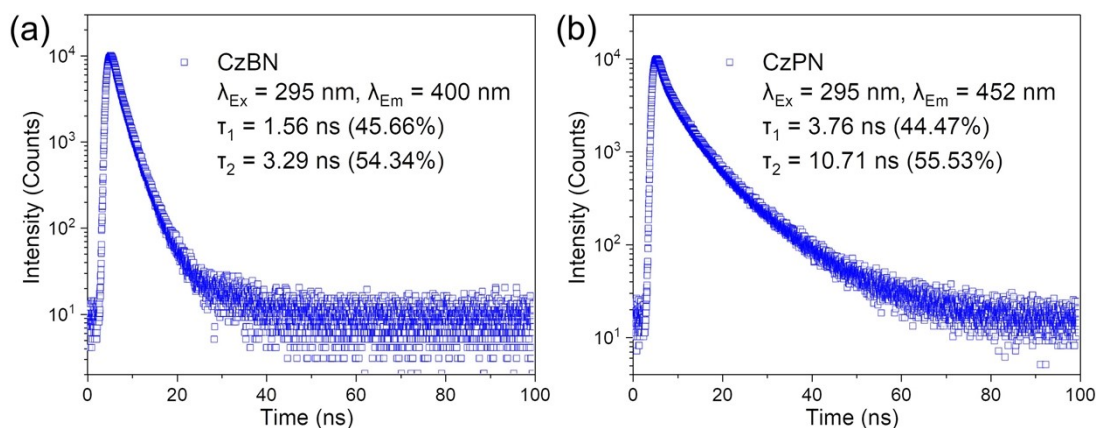 (a)
CzBN
λEx = 295 nm, λEm = 400 nm
τ1 = 1.56 ns (45.66%)
τ2 = 3.29 ns (54.34%)
Intensity (Counts)
10^4
10^3
10^2
10^1
0 20 40 60 80 100
Time (ns)
(b)
CzPN
λEx = 295 nm, λEm = 452 nm
τ1 = 3.76 ns (44.47%)
τ2 = 10.71 ns (55.53%)
Intensity (Counts)
10^4
10^3
10^2
10^1
0 20 40 60 80 100
Time (ns)